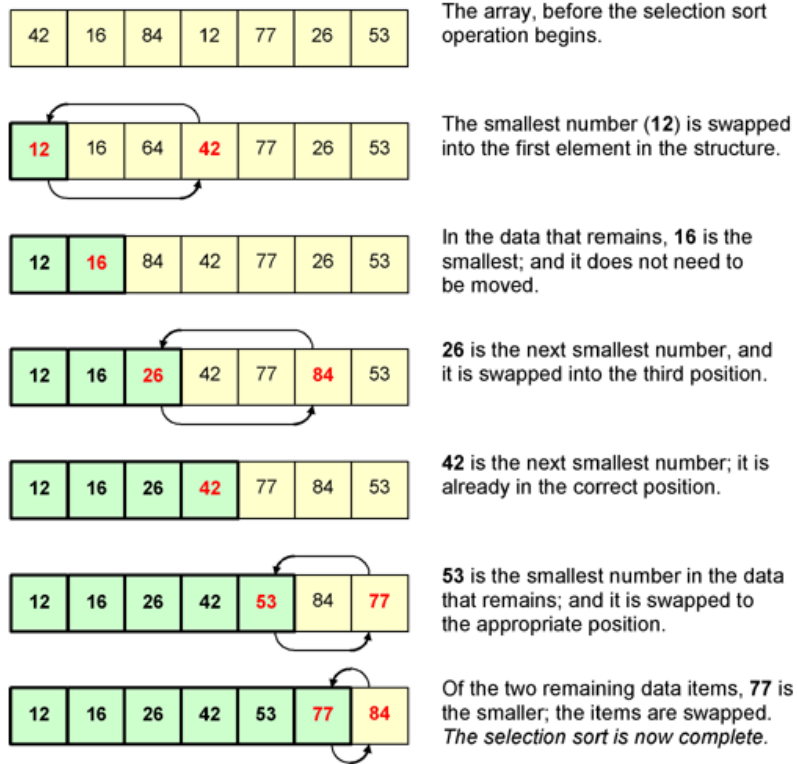 42 16 84 12 77 26 53
The array, before the selection sort
operation begins.
12 16 64 42 77 26 53
The smallest number (12) is swapped
into the first element in the structure.
12 16 84 42 77 26 53
In the data that remains, 16 is the
smallest; and it does not need to
be moved.
12 16 26 42 77 84 53
26 is the next smallest number, and
it is swapped into the third position.
12 16 26 42 77 84 53
42 is the next smallest number; it is
already in the correct position.
12 16 26 42 53 84 77
53 is the smallest number in the data
that remains; and it is swapped to
the appropriate position.
12 16 26 42 53 77 84
Of the two remaining data items, 77 is
the smaller; the items are swapped.
The selection sort is now complete.